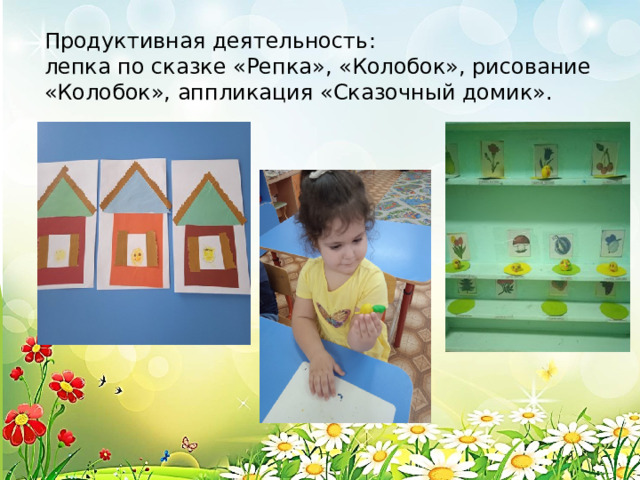 Продуктивная деятельность:
лепка по сказке «Репка», «Колобок», рисование
«Колобок», аппликация «Сказочный домик».